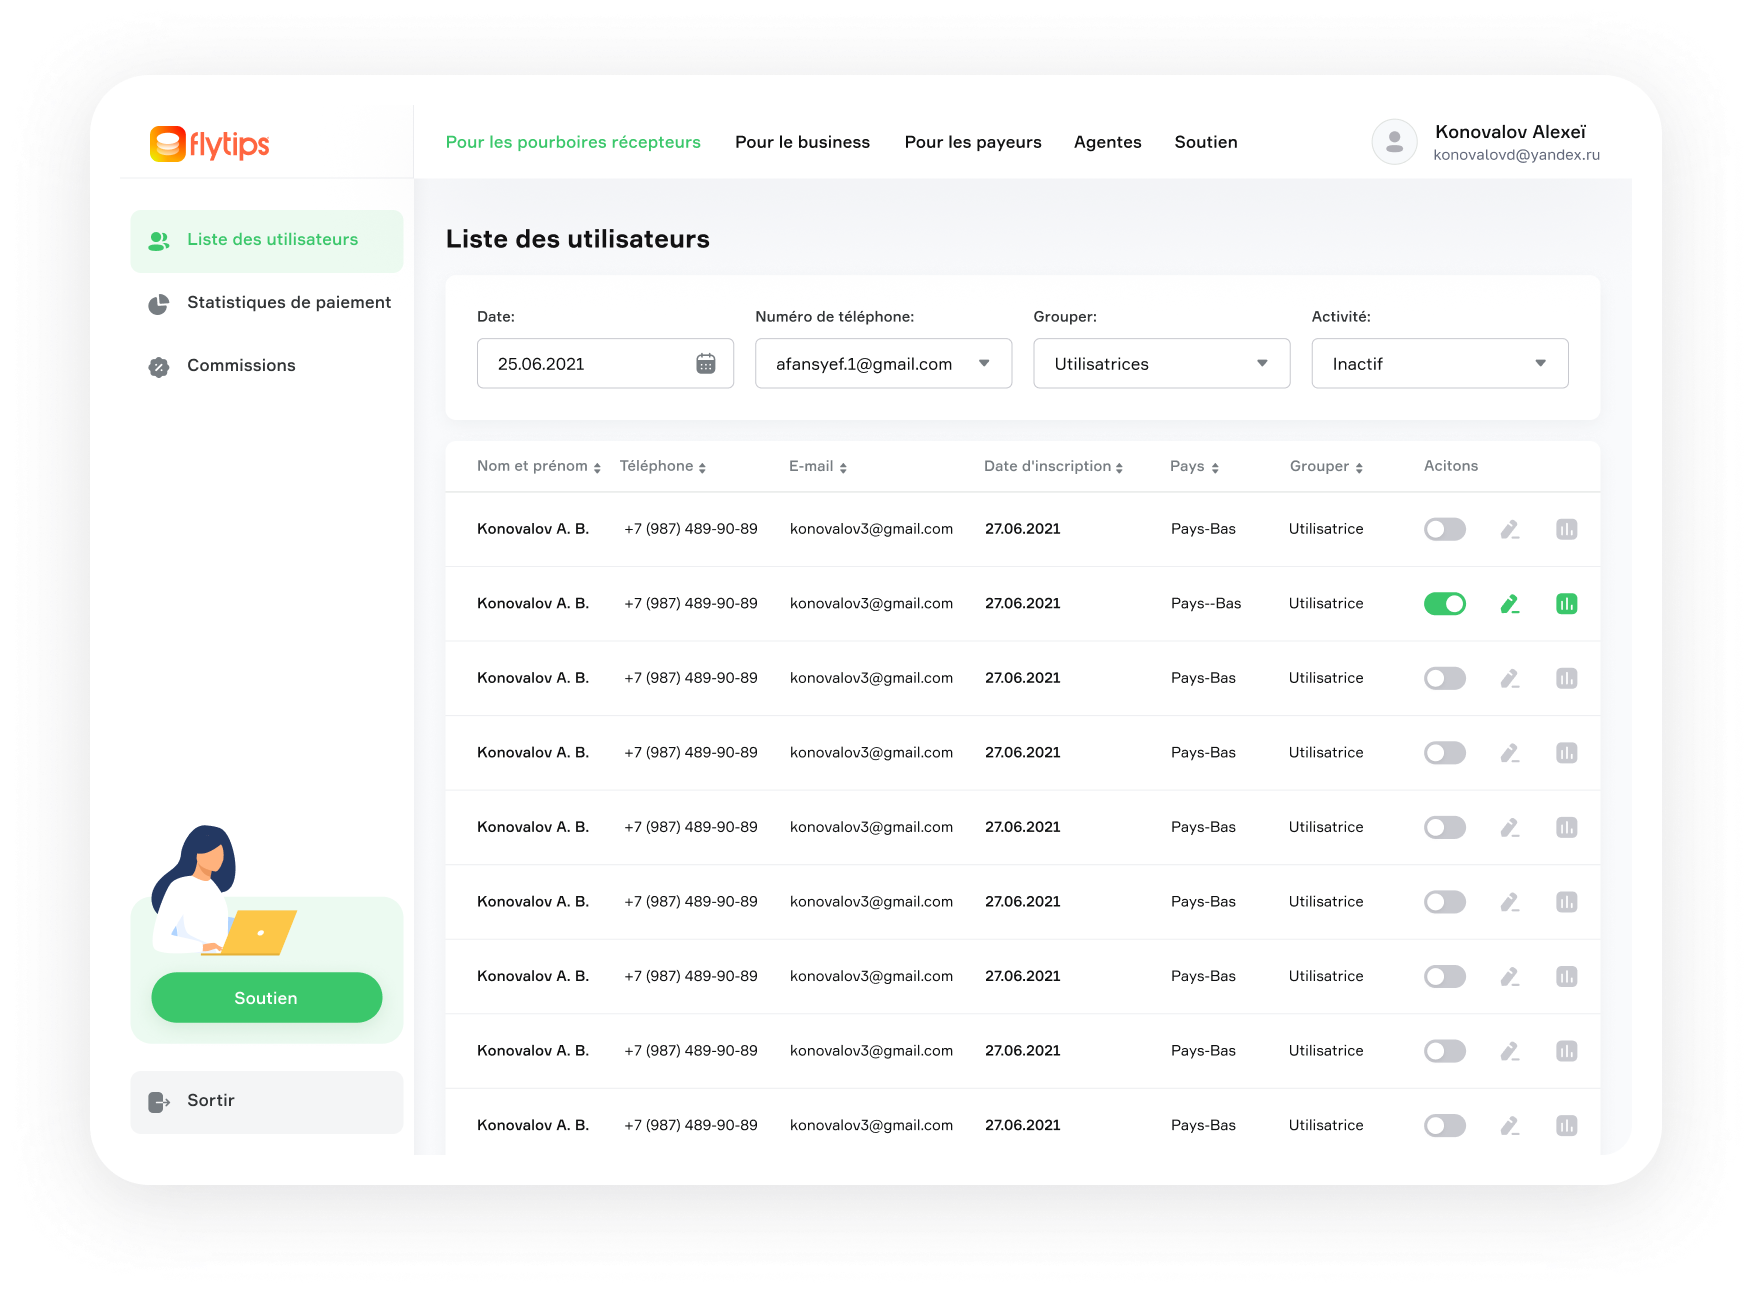 flytips
Pour les pourboires récepteurs Pour le business Pour les payeurs Agentes Soutien
Konovalov Alexeï
konovalovd@yandex.ru
Liste des utilisateurs
Statistiques de paiement
Commissions
Soutien
Sortir
Liste des utilisateurs
Date: Numéro de téléphone: Grouper: Activité:
25.06.2021 afansyef.1@gmail.com Utilisatrices Inactif
Nom et prénom Téléphone E-mail Date d'inscription Pays Grouper Acitons
Konovalov A. B. +7 (987) 489-90-89 konovalov3@gmail.com 27.06.2021 Pays-Bas Utilisatrice
Konovalov A. B. +7 (987) 489-90-89 konovalov3@gmail.com 27.06.2021 Pays--Bas Utilisatrice
Konovalov A. B. +7 (987) 489-90-89 konovalov3@gmail.com 27.06.2021 Pays-Bas Utilisatrice
Konovalov A. B. +7 (987) 489-90-89 konovalov3@gmail.com 27.06.2021 Pays-Bas Utilisatrice
Konovalov A. B. +7 (987) 489-90-89 konovalov3@gmail.com 27.06.2021 Pays-Bas Utilisatrice
Konovalov A. B. +7 (987) 489-90-89 konovalov3@gmail.com 27.06.2021 Pays-Bas Utilisatrice
Konovalov A. B. +7 (987) 489-90-89 konovalov3@gmail.com 27.06.2021 Pays-Bas Utilisatrice
Konovalov A. B. +7 (987) 489-90-89 konovalov3@gmail.com 27.06.2021 Pays-Bas Utilisatrice
Konovalov A. B. +7 (987) 489-90-89 konovalov3@gmail.com 27.06.2021 Pays-Bas Utilisatrice